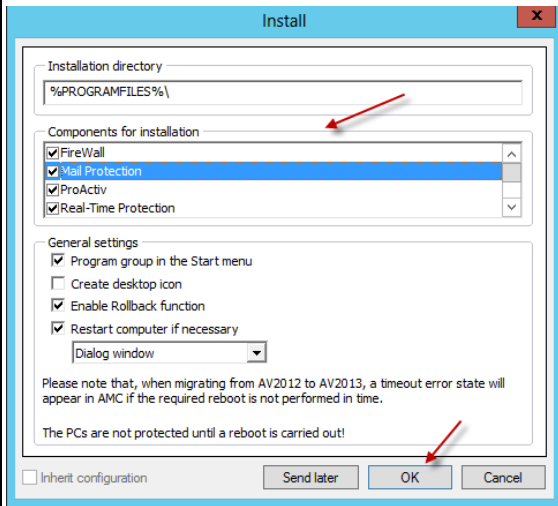 Install
x
Installation directory
%PROGRAMFILES%\
Components for installation
FireWall
Mail Protection
ProActiv
Real-Time Protection
General settings
Program group in the Start menu
Create desktop icon
Enable Rollback function
Restart computer if necessary
Dialog window
Please note that, when migrating from AV2012 to AV2013, a timeout error state will
appear in AMC if the required reboot is not performed in time.
The PCs are not protected until a reboot is carried out!
Inherit configuration
Send later
OK
Cancel